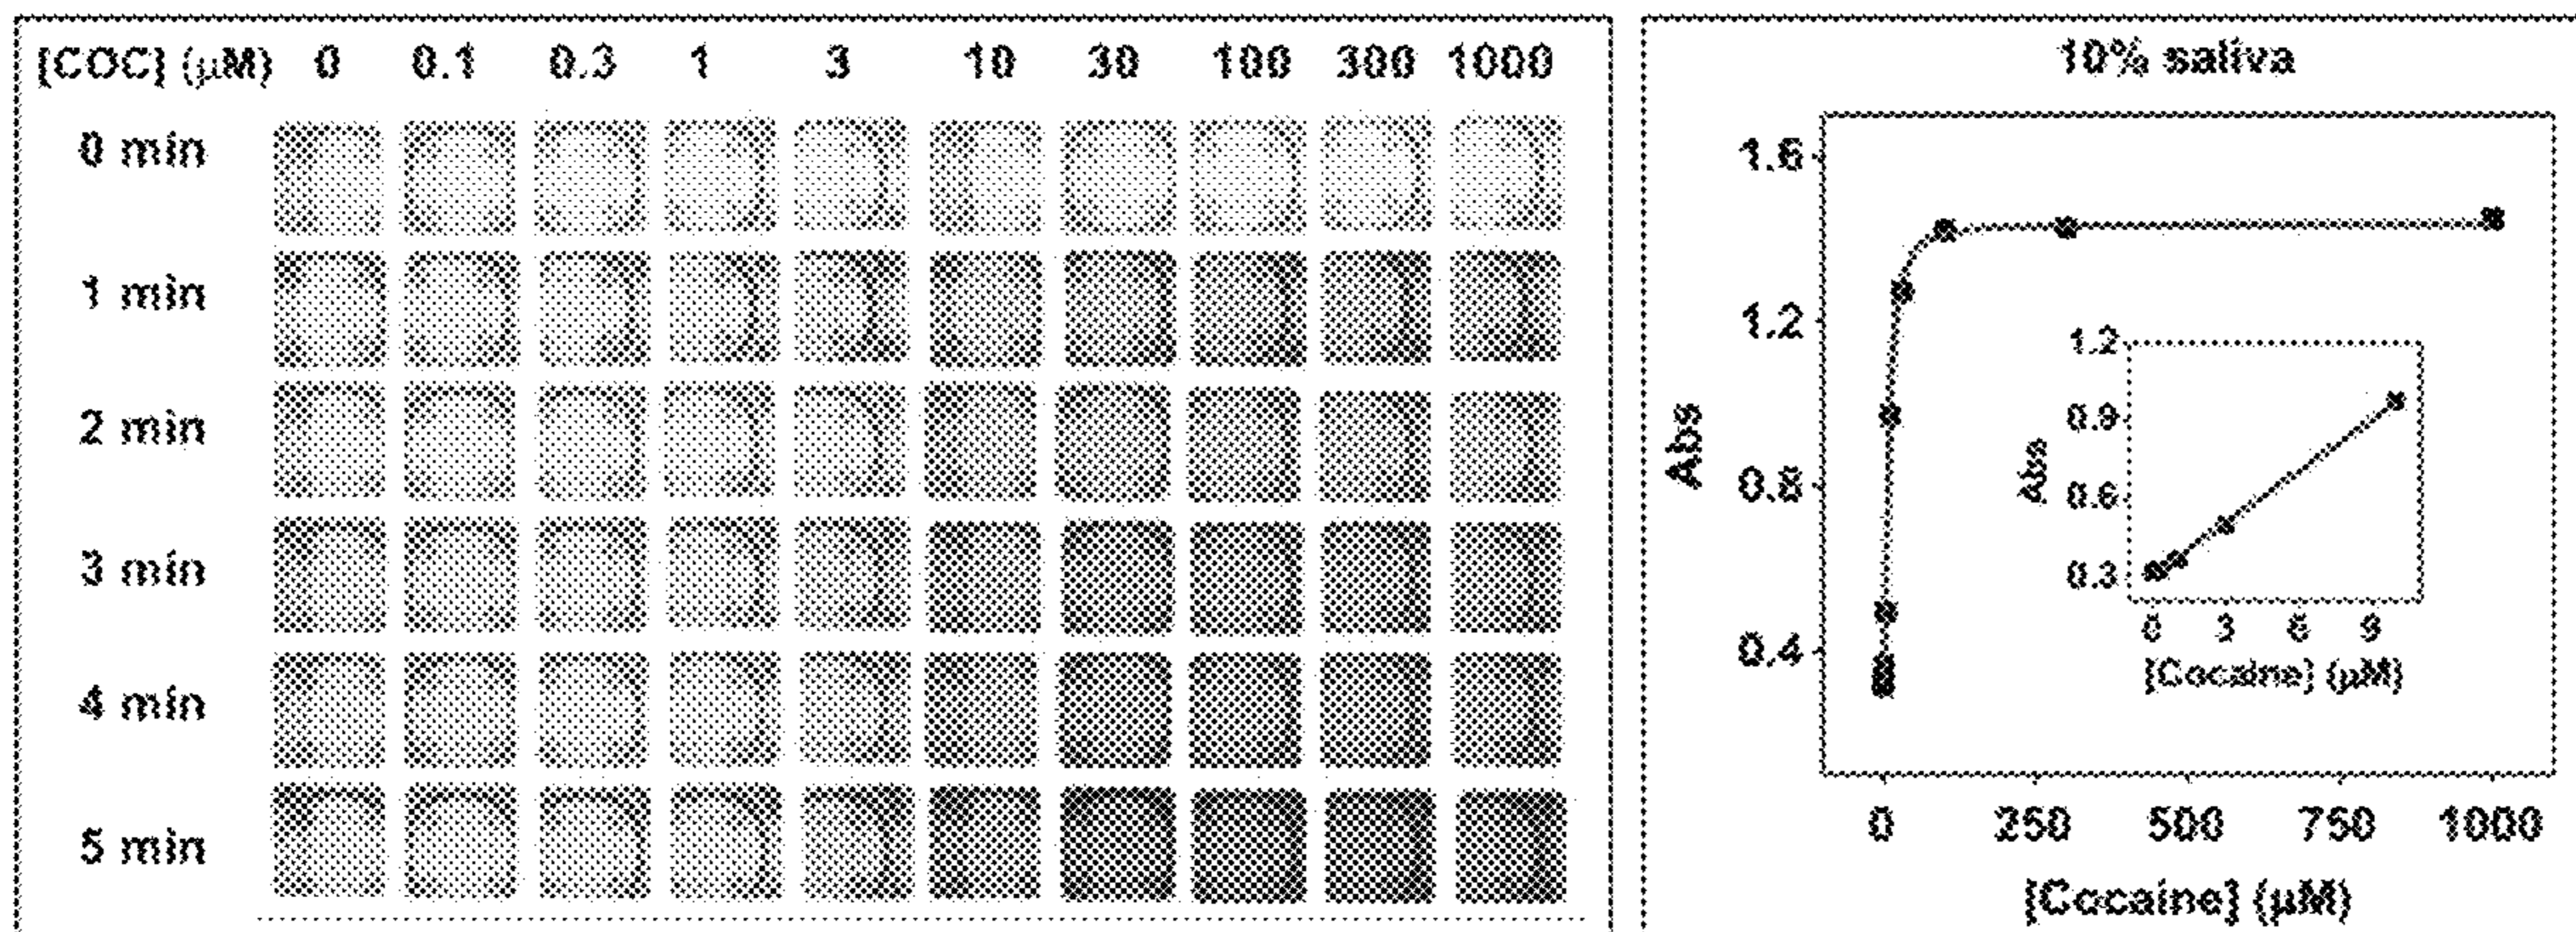 [COC] (μM) 0 0.1 0.3 1 3 10 30 100 300 1000
0 min
1 min
2 min
3 min
4 min
5 min
10% saliva
1.6
1.2
0.8
0.4
Abs
0 250 500 750 1000
[Cocaine] (μM)
1.2
0.9
0.6
0.3
Abs
0 3 6 9
[Cocaine] (μM)